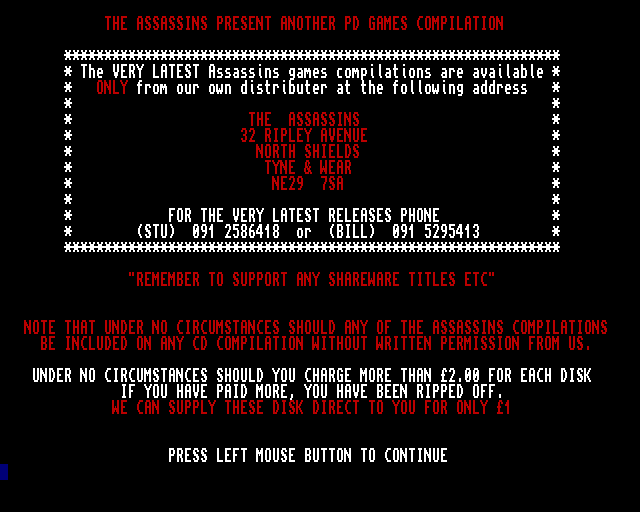 THE ASSASSINS PRESENT ANOTHER PD GAMES COMPILATION
**************************************************************
* The VERY LATEST Assassins games compilations are available *
* ONLY from our own distributer at the following address *
* *
* THE ASSASSINS *
* 32 RIPLEY AVENUE *
* NORTH SHIELDS *
* TYNE & WEAR *
* NE29 7SA *
* *
* FOR THE VERY LATEST RELEASES PHONE *
* (STU) 091 2586418 or (BILL) 091 5295413 *
**************************************************************
"REMEMBER TO SUPPORT ANY SHAREWARE TITLES ETC"
NOTE THAT UNDER NO CIRCUMSTANCES SHOULD ANY OF THE ASSASSINS COMPILATIONS
BE INCLUDED ON ANY CD COMPILATION WITHOUT WRITTEN PERMISSION FROM US.
UNDER NO CIRCUMSTANCES SHOULD YOU CHARGE MORE THAN £2.00 FOR EACH DISK
IF YOU HAVE PAID MORE, YOU HAVE BEEN RIPPED OFF.
WE CAN SUPPLY THESE DISK DIRECT TO YOU FOR ONLY £1
PRESS LEFT MOUSE BUTTON TO CONTINUE